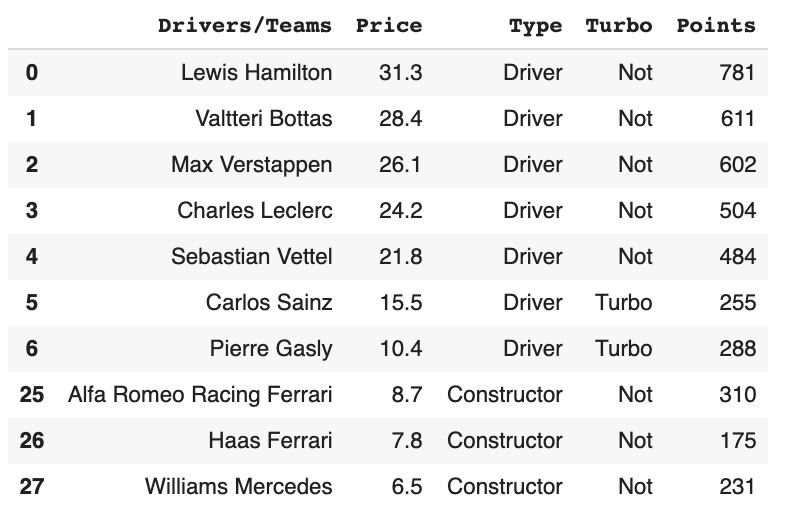 Drivers/Teams Price Type Turbo Points
0 Lewis Hamilton 31.3 Driver Not 781
1 Valtteri Bottas 28.4 Driver Not 611
2 Max Verstappen 26.1 Driver Not 602
3 Charles Leclerc 24.2 Driver Not 504
4 Sebastian Vettel 21.8 Driver Not 484
5 Carlos Sainz 15.5 Driver Turbo 255
6 Pierre Gasly 10.4 Driver Turbo 288
25 Alfa Romeo Racing Ferrari 8.7 Constructor Not 310
26 Haas Ferrari 7.8 Constructor Not 175
27 Williams Mercedes 6.5 Constructor Not 231